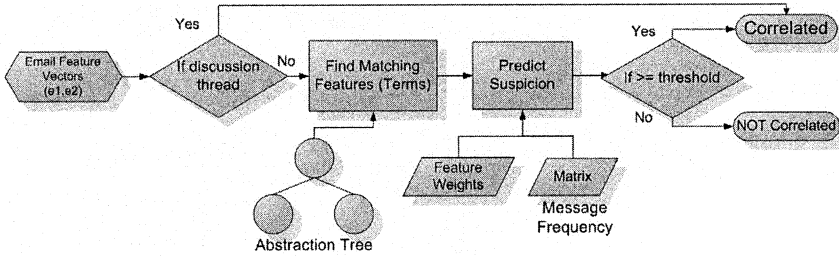 Yes
Email Feature
Vectors
(e1,e2)
If discussion
thread
No
Find Matching
Features (Terms)
Predict
Suspicion
If >= threshold
Yes
Correlated
No
NOT Correlated
Abstraction Tree
Feature
Weights
Matrix
Message
Frequency